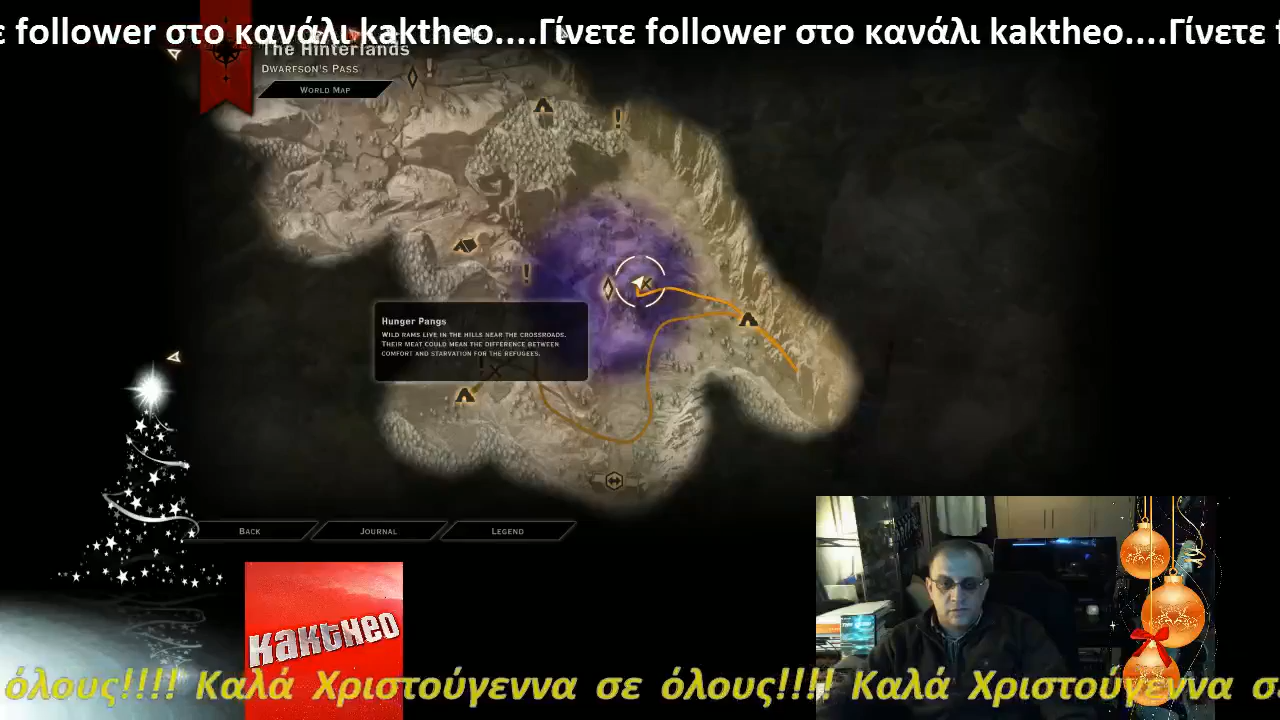 ε follower στο κανάλι kaktheo....Γίνετε follower στο κανάλι kaktheo....Γίνετε f
The Hinterlands
DWARFSON'S PASS
WORLD MAP
Hunger Pangs
WILD RAMS LIVE IN THE HILLS NEAR THE CROSSROADS.
THEIR MEAT COULD MEAN THE DIFFERENCE BETWEEN
COMFORT AND STARVATION FOR THE REFUGEES.
BACK
JOURNAL
LEGEND
KAKTHEO
όλους!!!! Καλά Χριστούγεννα σε όλους!!!! Καλά Χριστούγεννα σε